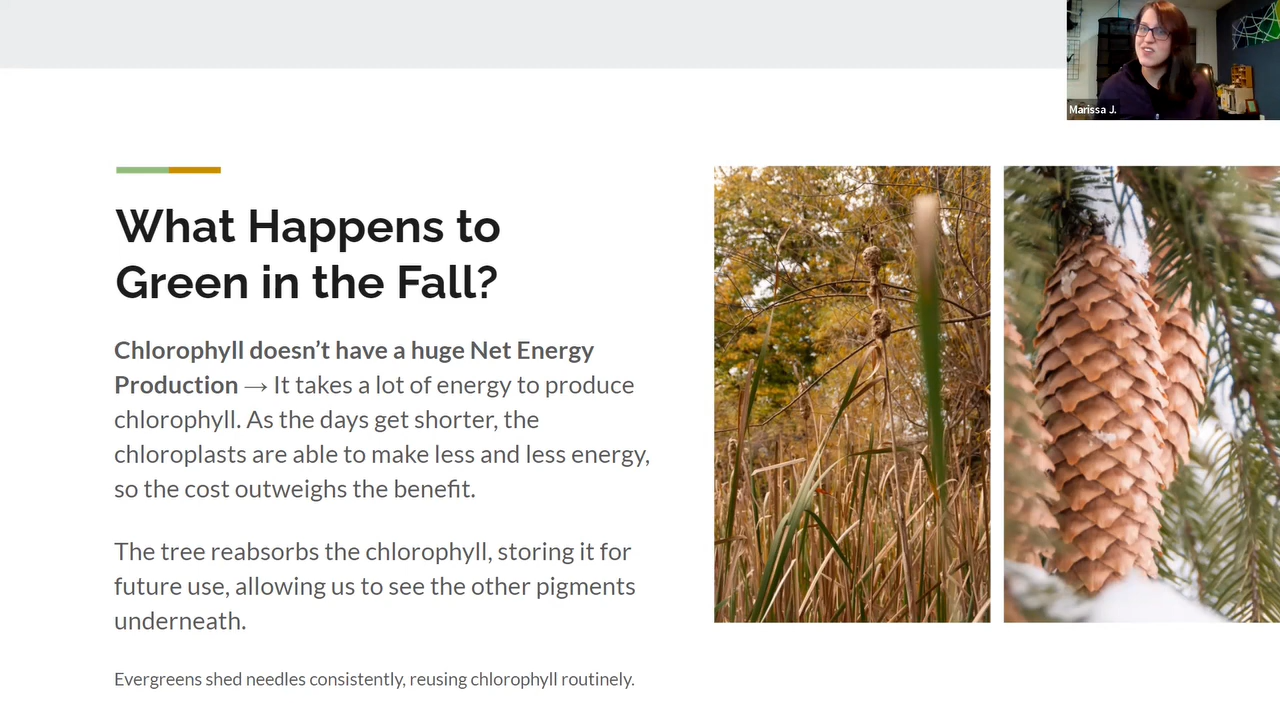 Marissa J.
What Happens to
Green in the Fall?
Chlorophyll doesn’t have a huge Net Energy
Production → It takes a lot of energy to produce
chlorophyll. As the days get shorter, the
chloroplasts are able to make less and less energy,
so the cost outweighs the benefit.
The tree reabsorbs the chlorophyll, storing it for
future use, allowing us to see the other pigments
underneath.
Evergreens shed needles consistently, reusing chlorophyll routinely.